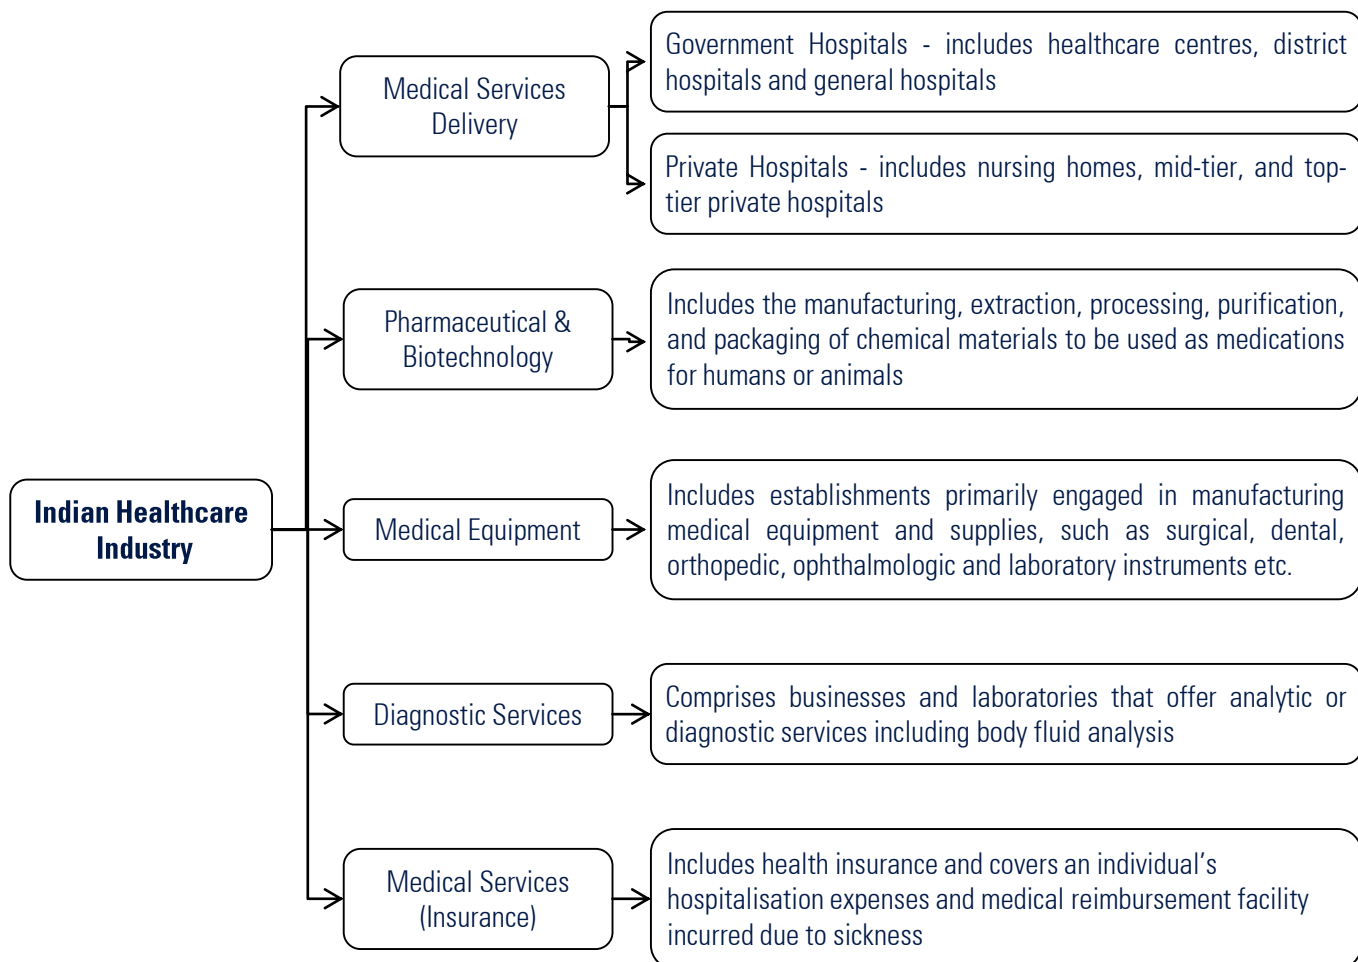 Government Hospitals - includes healthcare centres, district
hospitals and general hospitals
Medical Services
Delivery
Private Hospitals - includes nursing homes, mid-tier, and top-
tier private hospitals
Pharmaceutical &
Biotechnology
Includes the manufacturing, extraction, processing, purification,
and packaging of chemical materials to be used as medications
for humans or animals
Indian Healthcare
Industry
Medical Equipment
Includes establishments primarily engaged in manufacturing
medical equipment and supplies, such as surgical, dental,
orthopedic, ophthalmologic and laboratory instruments etc.
Diagnostic Services
Comprises businesses and laboratories that offer analytic or
diagnostic services including body fluid analysis
Medical Services
(Insurance)
Includes health insurance and covers an individual’s
hospitalisation expenses and medical reimbursement facility
incurred due to sickness